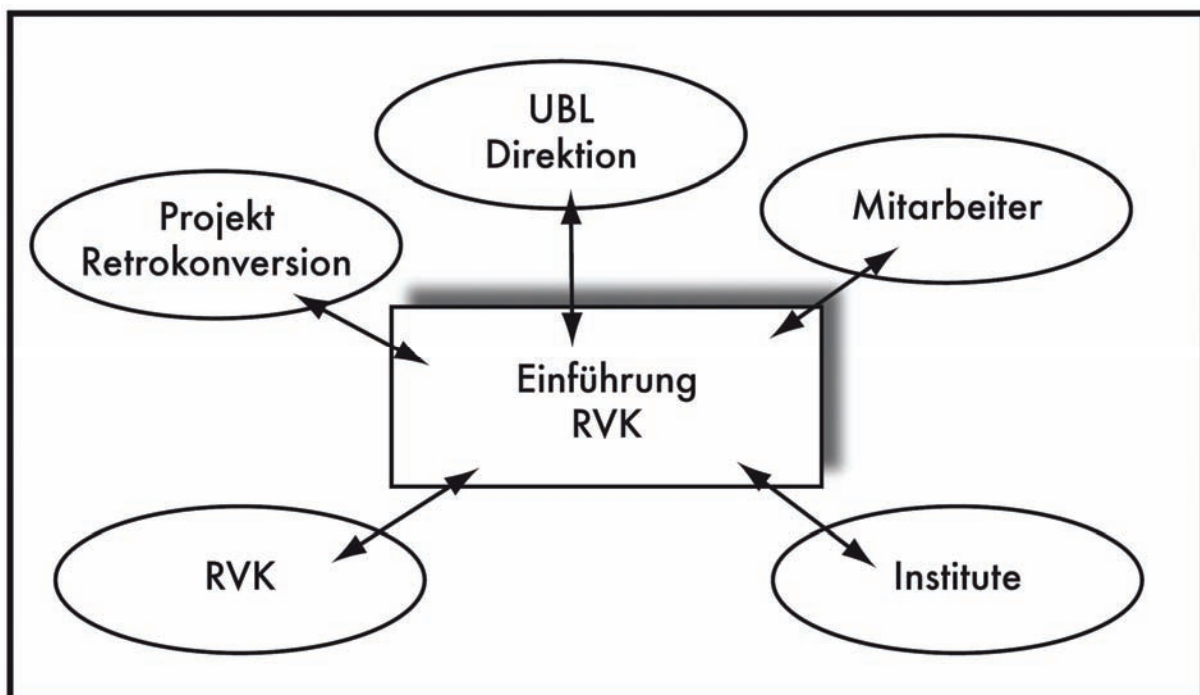 UBL
Direktion
Mitarbeiter
Projekt
Retrokonversion
Einführung
RVK
RVK
Institute